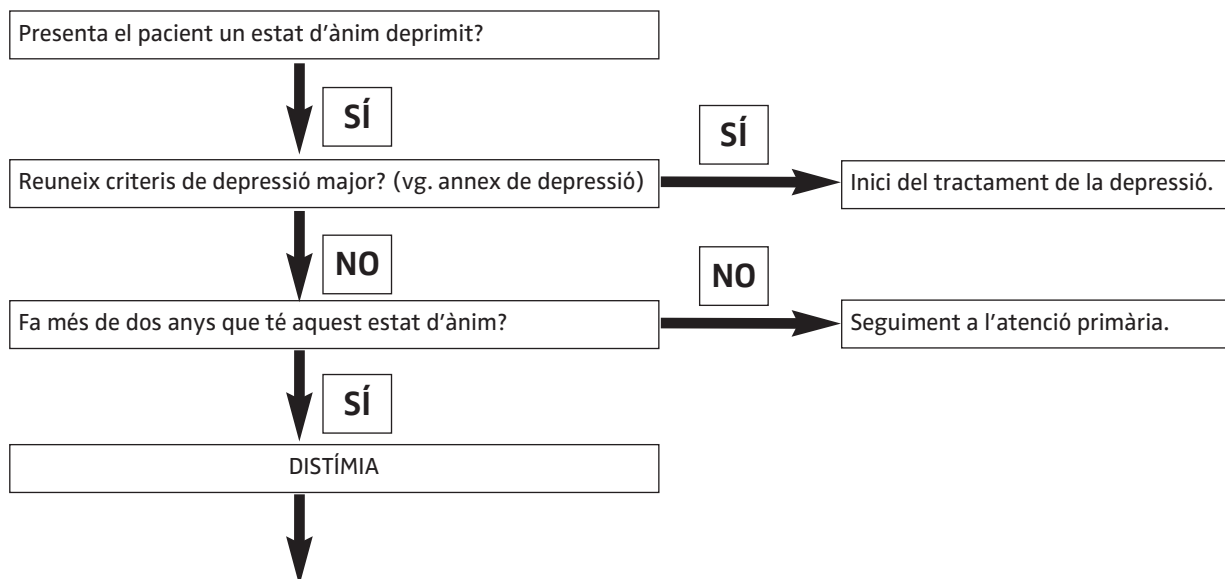 Presenta el pacient un estat d'ànim deprimit?
SÍ
SÍ
Reuneix criteris de depressió major? (vg. annex de depressió)
Inici del tractament de la depressió.
NO
NO
Fa més de dos anys que té aquest estat d'ànim?
Seguiment a l'atenció primària.
SÍ
DISTÍMIA